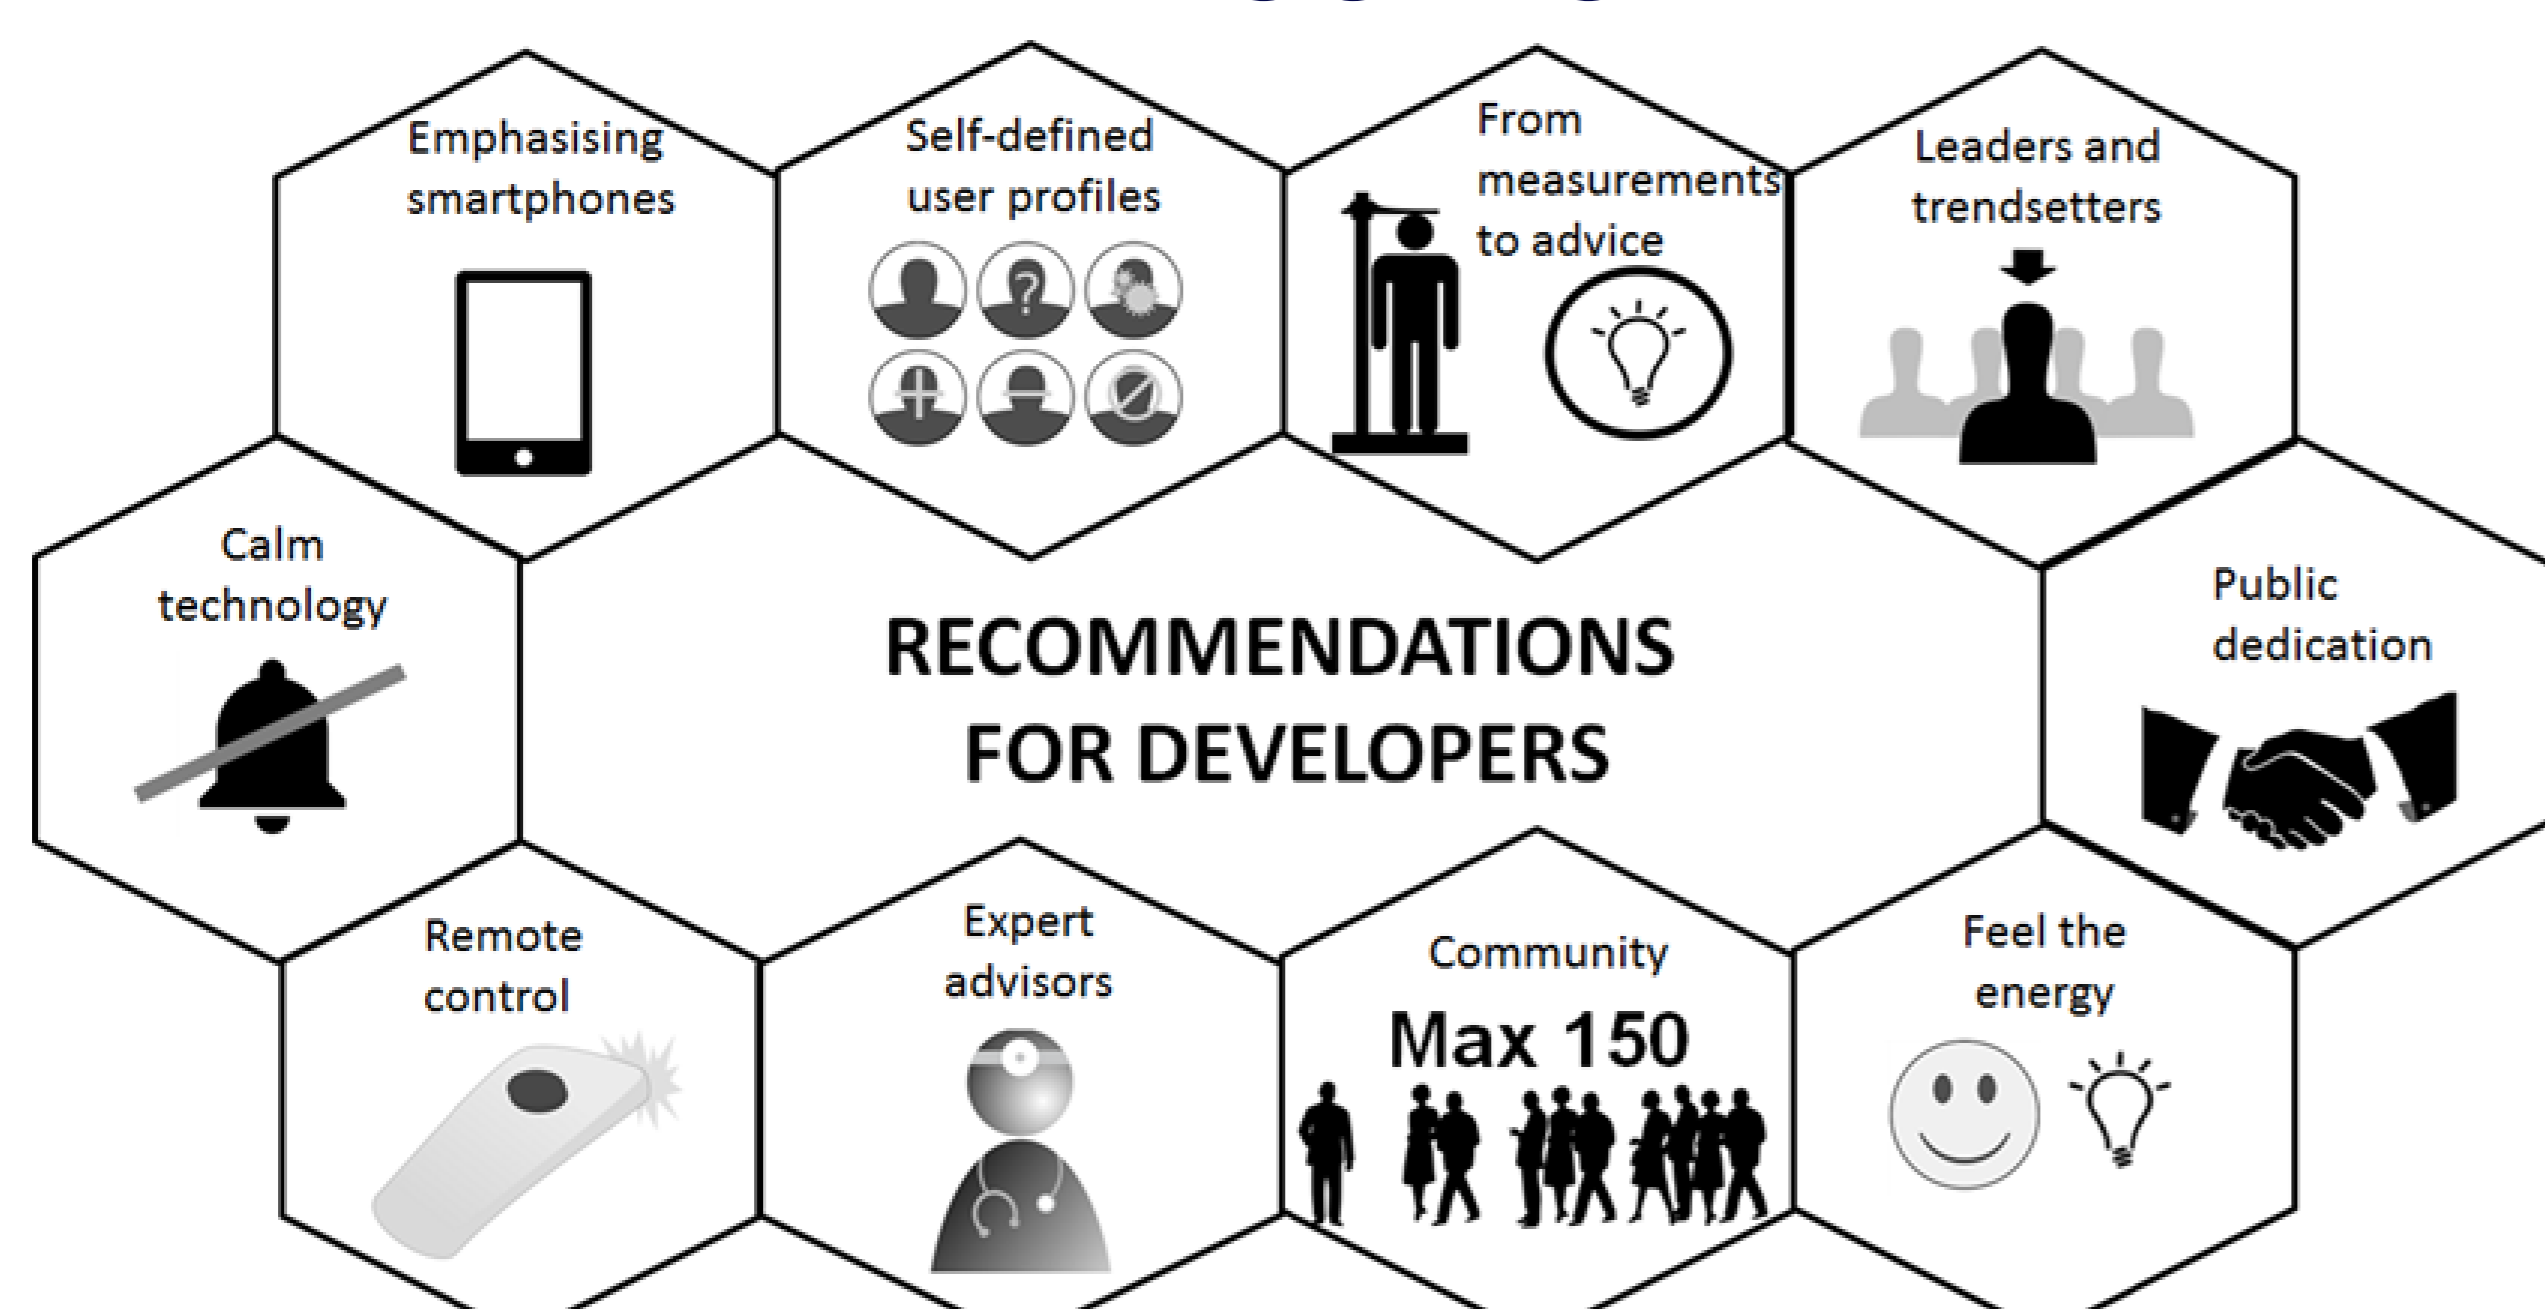 Emphasising
smartphones
Self-defined
user profiles
?
From
measurements
to advice
Leaders and
trendsetters
Calm
technology
RECOMMENDATIONS
FOR DEVELOPERS
Public
dedication
Remote
control
Expert
advisors
Community
Max 150
Feel the
energy